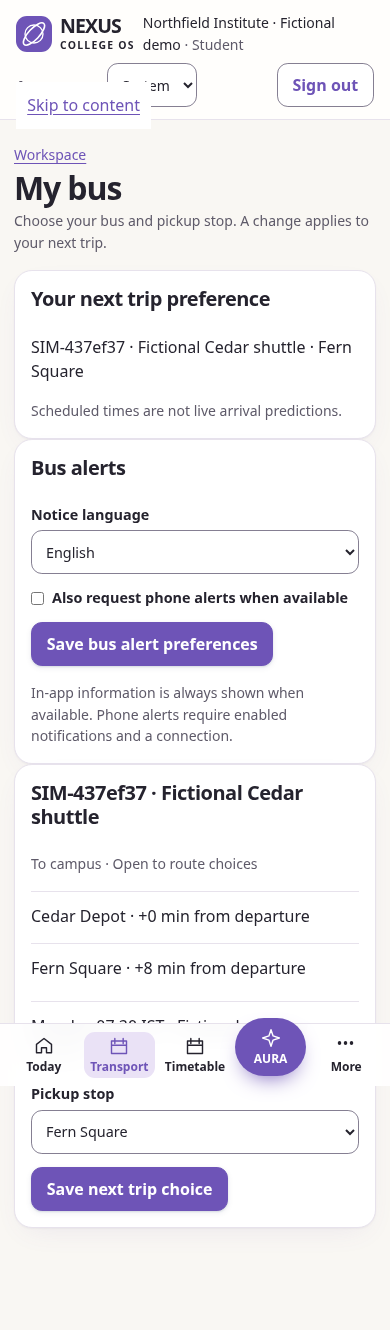 NEXUS
COLLEGE OS
Northfield Institute · Fictional
demo · Student
Sign out
Skip to content
Workspace
My bus
Choose your bus and pickup stop. A change applies to
your next trip.
Your next trip preference
SIM-437ef37 · Fictional Cedar shuttle · Fern
Square
Scheduled times are not live arrival predictions.
Bus alerts
Notice language
English
Also request phone alerts when available
Save bus alert preferences
In-app information is always shown when
available. Phone alerts require enabled
notifications and a connection.
SIM-437ef37 · Fictional Cedar
shuttle
To campus · Open to route choices
Cedar Depot · +0 min from departure
Fern Square · +8 min from departure
Today
Transport
Timetable
AURA
More
Pickup stop
Fern Square
Save next trip choice